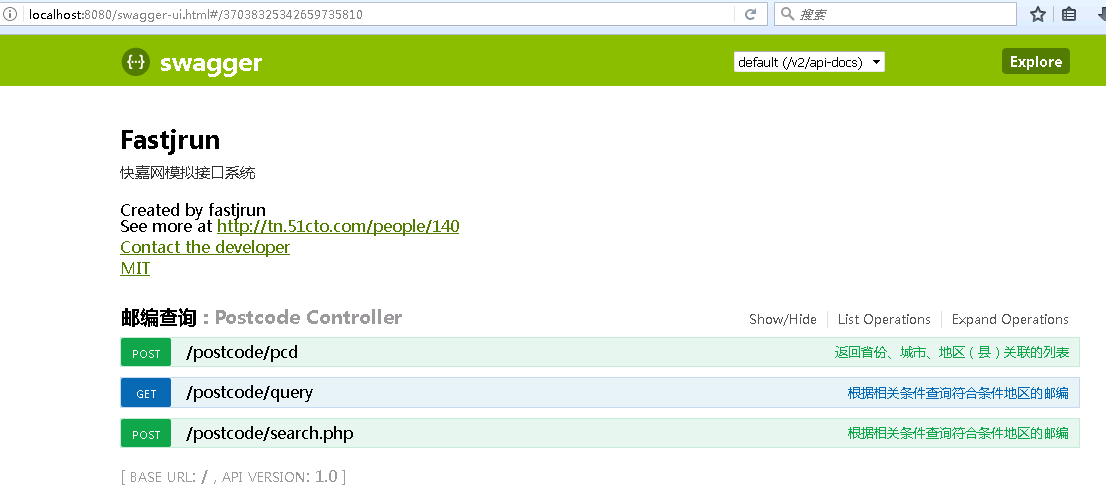 localhost:8080/swagger-ui.html#/37038325342659735810
搜索
{···} swagger
default (/v2/api-docs)
Explore
Fastjrun
快嘉网模拟接口系统
Created by fastjrun
See more at http://tn.51cto.com/people/140
Contact the developer
MIT
邮编查询 : Postcode Controller
Show/Hide
List Operations
Expand Operations
POST /postcode/pcd 返回省份、城市、地区（县）关联的列表
GET /postcode/query 根据相关条件查询符合条件地区的邮编
POST /postcode/search.php 根据相关条件查询符合条件地区的邮编
[ BASE URL: / , API VERSION: 1.0 ]